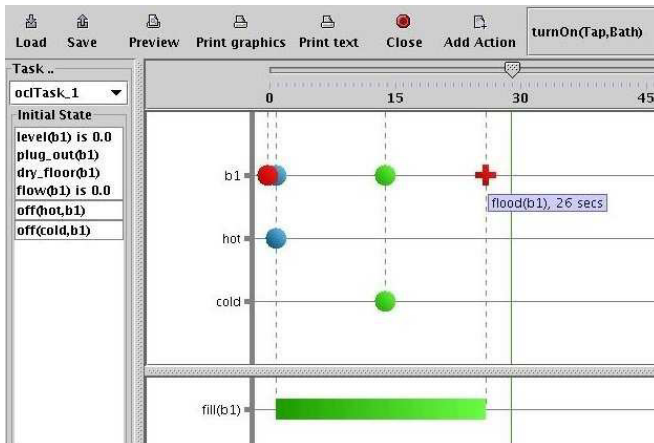 Load Save Preview Print graphics Print text Close Add Action turnOn(Tap,Bath)
Task ..
oclTask_1
Initial State
level(b1) is 0.0
plug_out(b1)
dry_floor(b1)
flow(b1) is 0.0
off(hot,b1)
off(cold,b1)
0 15 30 45
b1
flood(b1), 26 secs
hot
cold
fill(b1)